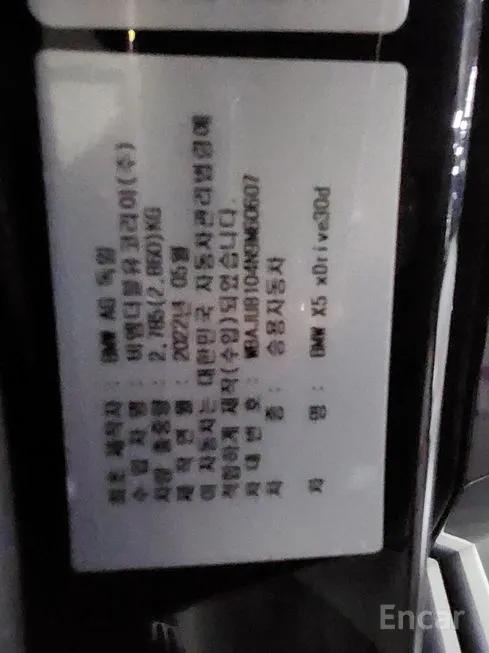 최초 제작자 : BMW AG 독일
수입 자명 : 비엠더블유코리아(주)
차량 총중량 : 2,785(2,860)KG
제작연월 : 2022년 05월
이 자동차는 대한민국 자동차관리법령에
적합하게 제작(수입)되었습니다.
차대번호 : WBAJU8104N9M60607
차 종 : 승용자동차
차 명 : BMW X5 xDrive30d
Encar